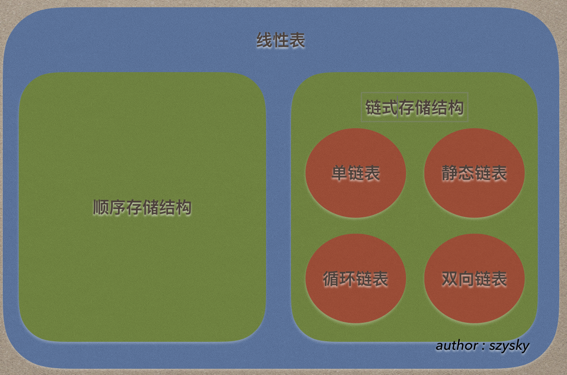 线性表
链式存储结构
单链表
静态链表
顺序存储结构
循环链表
双向链表
author : szysky